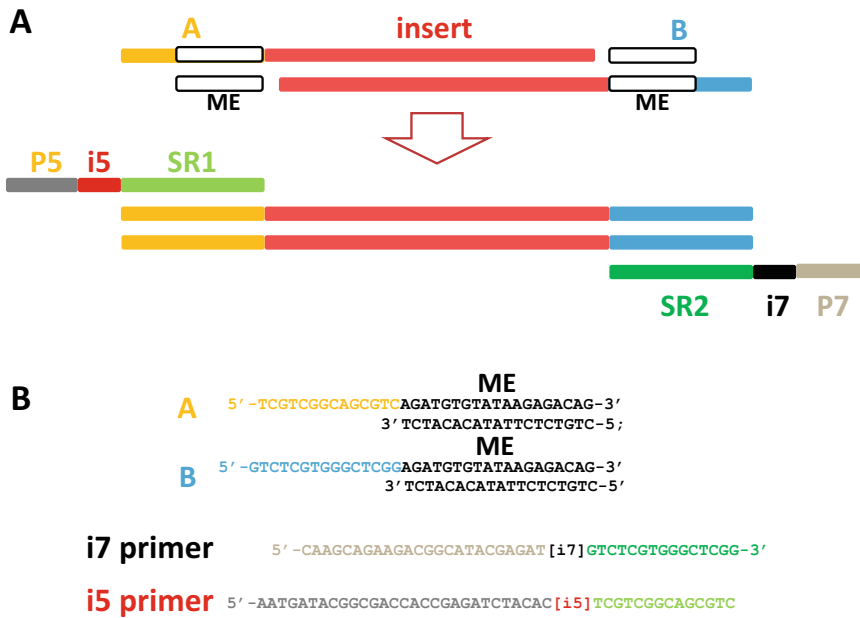 A
A insert B
ME ME
P5 i5 SR1
SR2 i7 P7
B
ME
A 5’-TCGTCGGCAGCGTCAGATGTGTATAAGAGACAG-3’
3’TCTACACATATTCTCTGTC-5;
ME
B 5’-GTCTCGTGGGCTCGGAGATGTGTATAAGAGACAG-3’
3’TCTACACATATTCTCTGTC-5’
i7 primer 5’-CAAGCAGAAGACGGCATACGAGAT[i7]GTCTCGTGGGCTCGG-3’
i5 primer 5’-AATGATACGGCGACCACCGAGATCTACAC[i5]TCGTCGGCAGCGTC